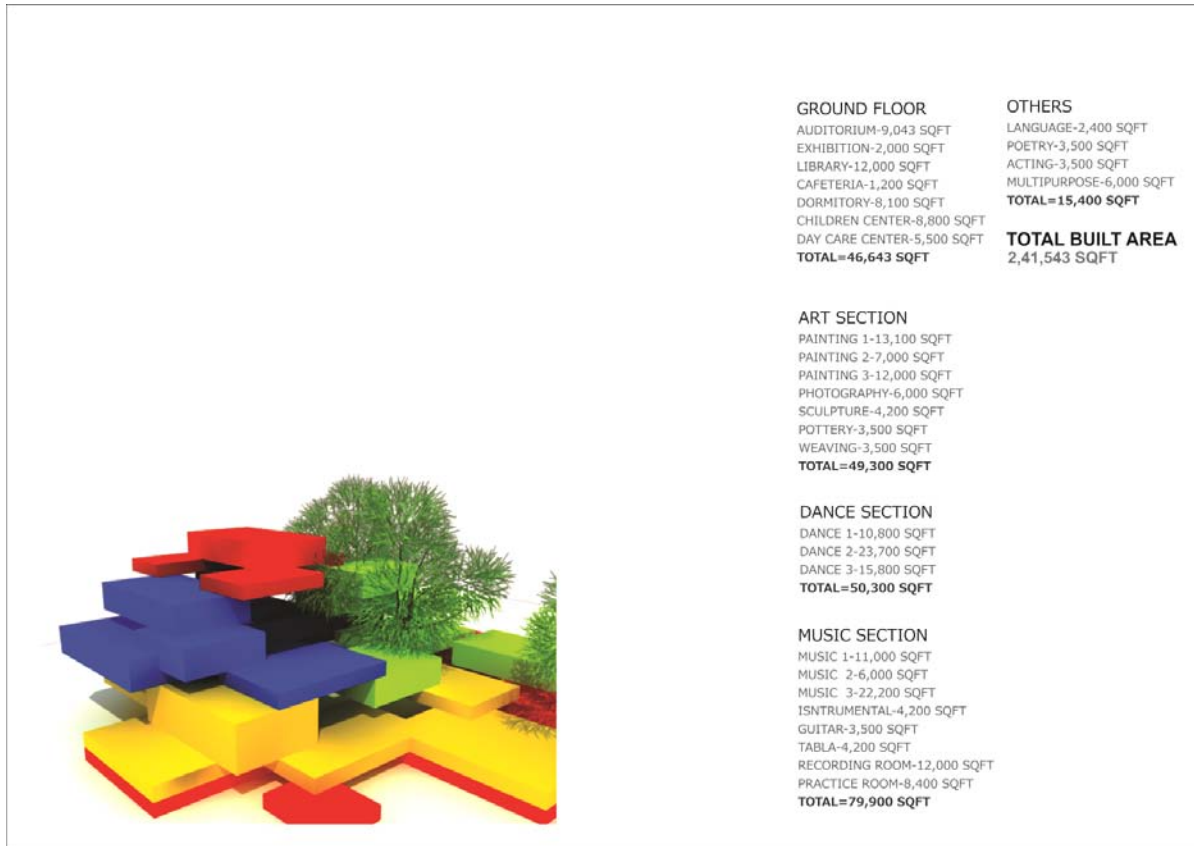 GROUND FLOOR
AUDITORIUM-9,043 SQFT
EXHIBITION-2,000 SQFT
LIBRARY-12,000 SQFT
CAFETERIA-1,200 SQFT
DORMITORY-8,100 SQFT
CHILDREN CENTER-8,800 SQFT
DAY CARE CENTER-5,500 SQFT
TOTAL=46,643 SQFT
OTHERS
LANGUAGE-2,400 SQFT
POETRY-3,500 SQFT
ACTING-3,500 SQFT
MULTIPURPOSE-6,000 SQFT
TOTAL=15,400 SQFT
TOTAL BUILT AREA
2,41,543 SQFT
ART SECTION
PAINTING 1-13,100 SQFT
PAINTING 2-7,000 SQFT
PAINTING 3-12,000 SQFT
PHOTOGRAPHY-6,000 SQFT
SCULPTURE-4,200 SQFT
POTTERY-3,500 SQFT
WEAVING-3,500 SQFT
TOTAL=49,300 SQFT
DANCE SECTION
DANCE 1-10,800 SQFT
DANCE 2-23,700 SQFT
DANCE 3-15,800 SQFT
TOTAL=50,300 SQFT
MUSIC SECTION
MUSIC 1-11,000 SQFT
MUSIC 2-6,000 SQFT
MUSIC 3-22,200 SQFT
ISNTRUMENTAL-4,200 SQFT
GUITAR-3,500 SQFT
TABLA-4,200 SQFT
RECORDING ROOM-12,000 SQFT
PRACTICE ROOM-8,400 SQFT
TOTAL=79,900 SQFT